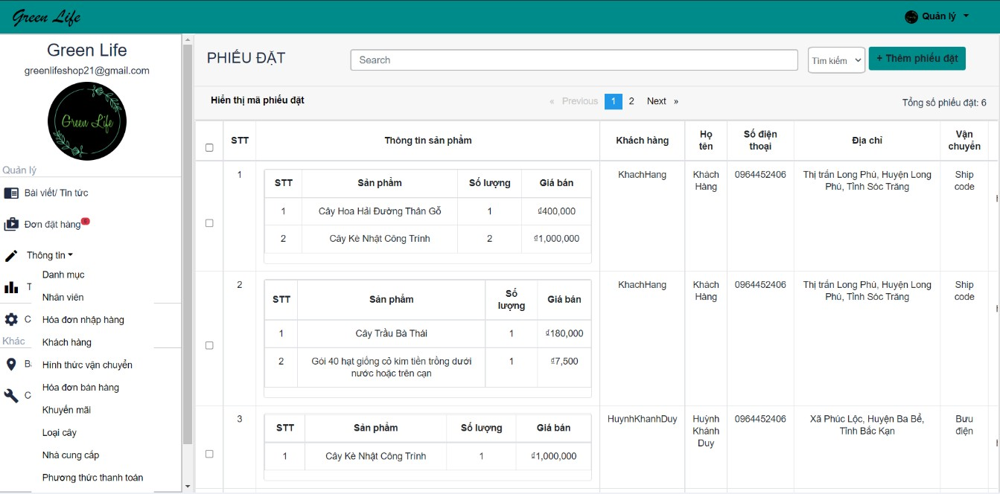 Green Life
Quản lý
Green Life
greenlifeshop21@gmail.com
Green Life
Quản lý
Bài viết/ Tin tức
Đơn đặt hàng
Thông tin
Danh mục
Nhân viên
Hóa đơn nhập hàng
Khác
Khách hàng
Hình thức vận chuyển
Hóa đơn bán hàng
Khuyến mãi
Loại cây
Nhà cung cấp
Phương thức thanh toán
PHIẾU ĐẶT
Search
Tìm kiếm
+ Thêm phiếu đặt
Hiển thị mã phiếu đặt
« Previous 1 2 Next »
Tổng số phiếu đặt: 6
STT Thông tin sản phẩm Khách hàng Họ tên Số điện thoại Địa chỉ Vận chuyển
1 KhachHang Khách Hàng 0964452406 Thị trấn Long Phú, Huyện Long Phú, Tỉnh Sóc Trăng Ship code
STT Sản phẩm Số lượng Giá bán
1 Cây Hoa Hải Đường Thân Gỗ 1 ₫400,000
2 Cây Kè Nhật Công Trình 2 ₫1,000,000
2 KhachHang Khách Hàng 0964452406 Thị trấn Long Phú, Huyện Long Phú, Tỉnh Sóc Trăng Ship code
STT Sản phẩm Số lượng Giá bán
1 Cây Trầu Bà Thái 1 ₫180,000
2 Gói 40 hạt giống cỏ kim tiền trồng dưới nước hoặc trên cạn 1 ₫7,500
3 HuynhKhanhDuy Huỳnh Khánh Duy 0964452406 Xã Phúc Lộc, Huyện Ba Bể, Tỉnh Bắc Kạn Bưu điện
STT Sản phẩm Số lượng Giá bán
1 Cây Kè Nhật Công Trình 1 ₫1,000,000